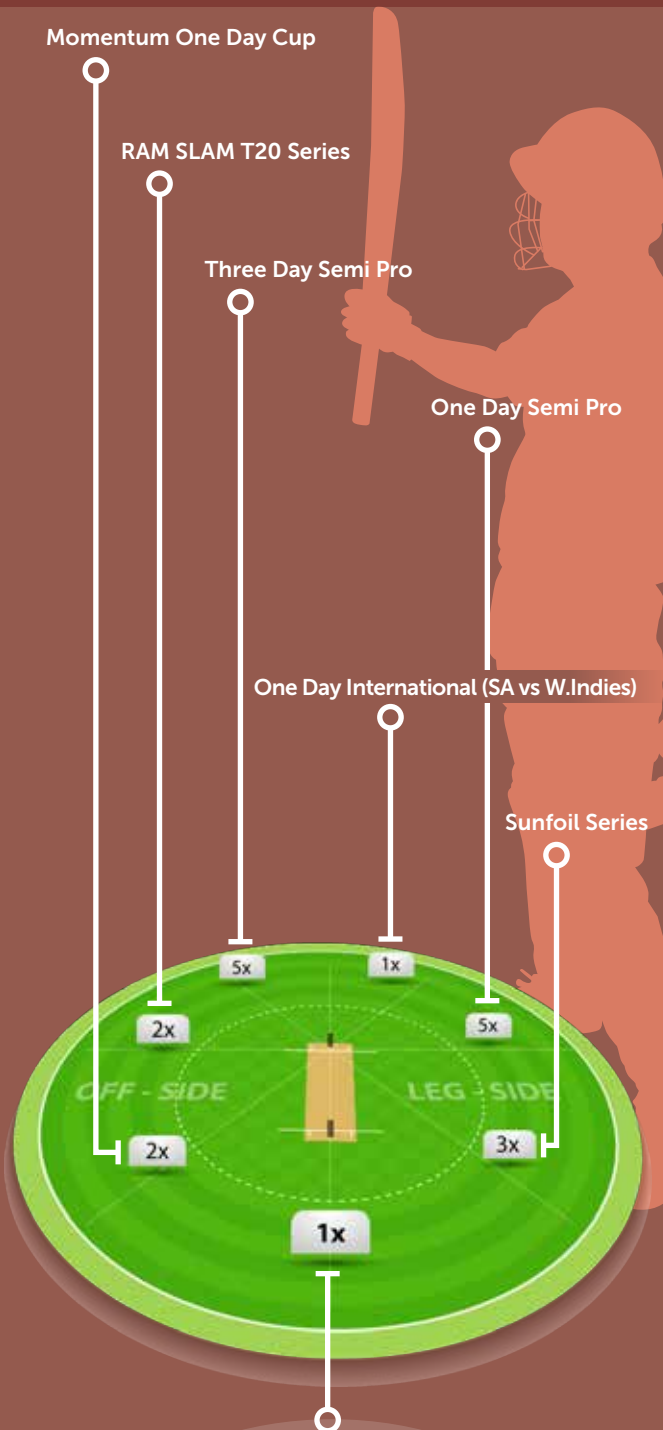 Momentum One Day Cup
RAM SLAM T20 Series
Three Day Semi Pro
One Day Semi Pro
One Day International (SA vs W.Indies)
Sunfoil Series
5x
1x
2x
5x
OFF - SIDE
LEG - SIDE
2x
3x
1x